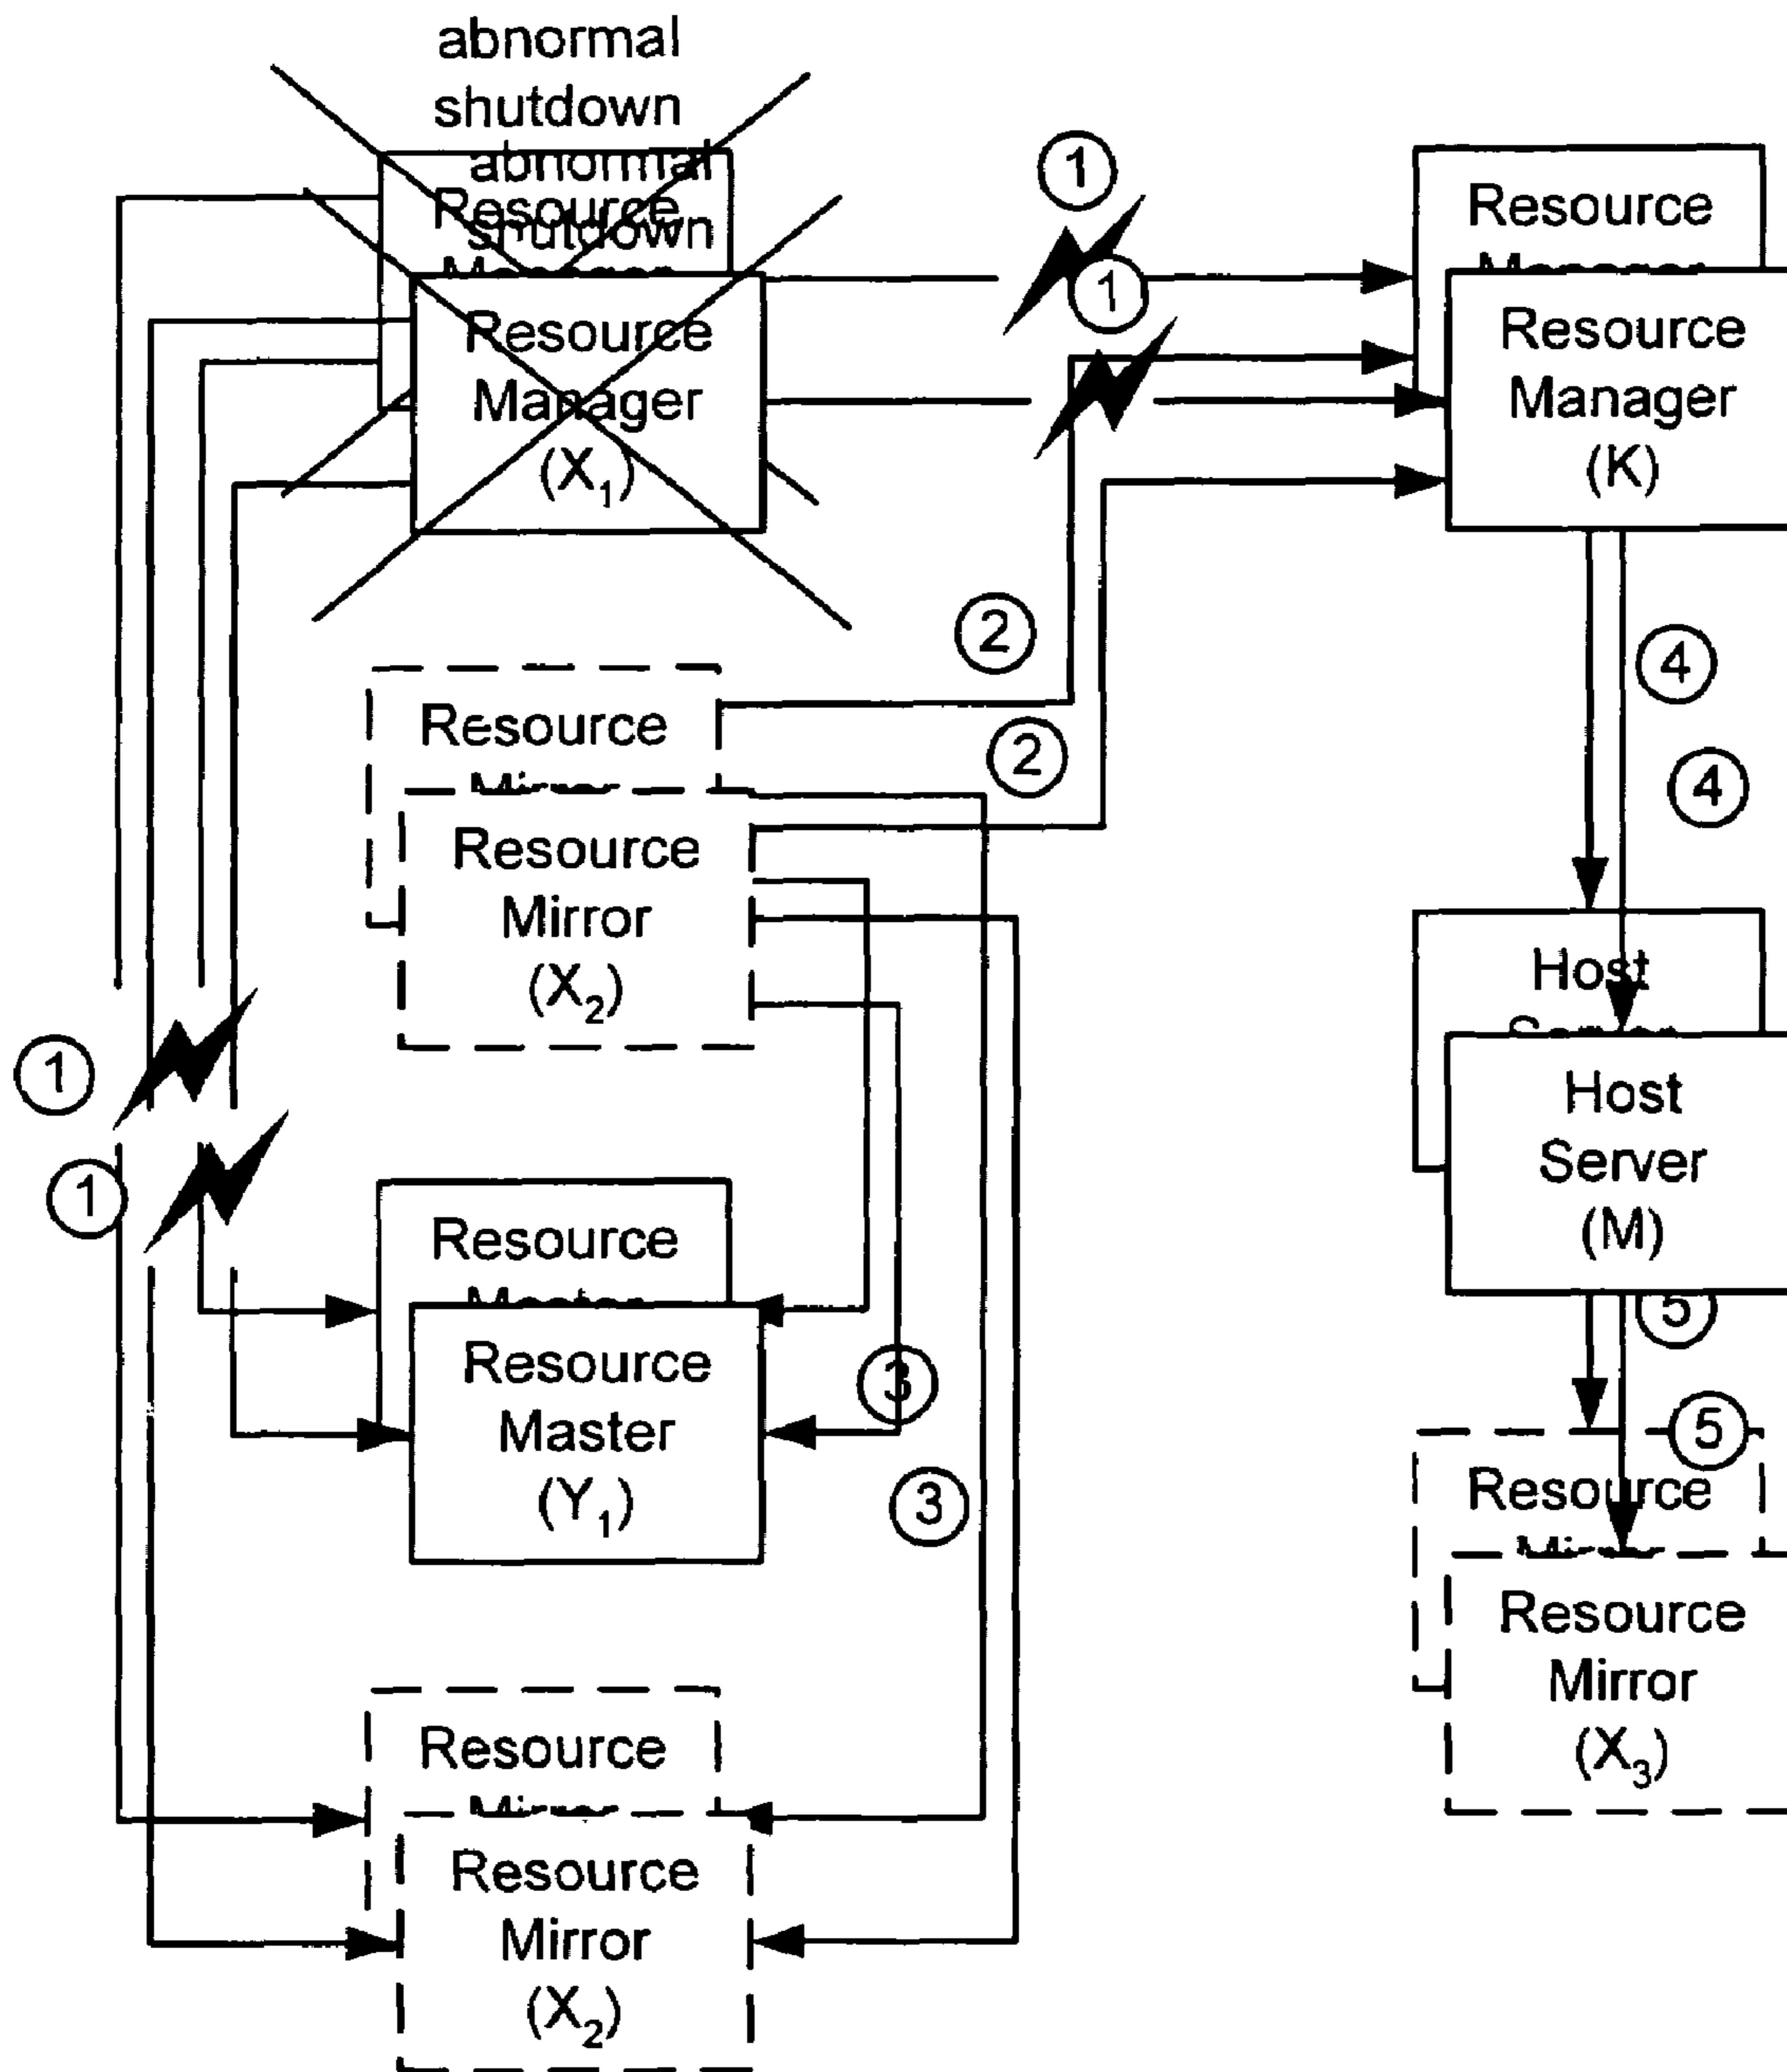 abnormal
shutdown
abnormal
shutdown
Resource
Resource
Manager
(X₁)
1
1
Resource
Resource
Manager
(K)
2
2
4
4
Resource
Resource
Mirror
(X₂)
Host
Host
Server
(M)
1
1
Resource
Resource
Master
(Y₁)
3
3
5
5
Resource
Resource
Mirror
(X₃)
Resource
Resource
Mirror
(X₂)